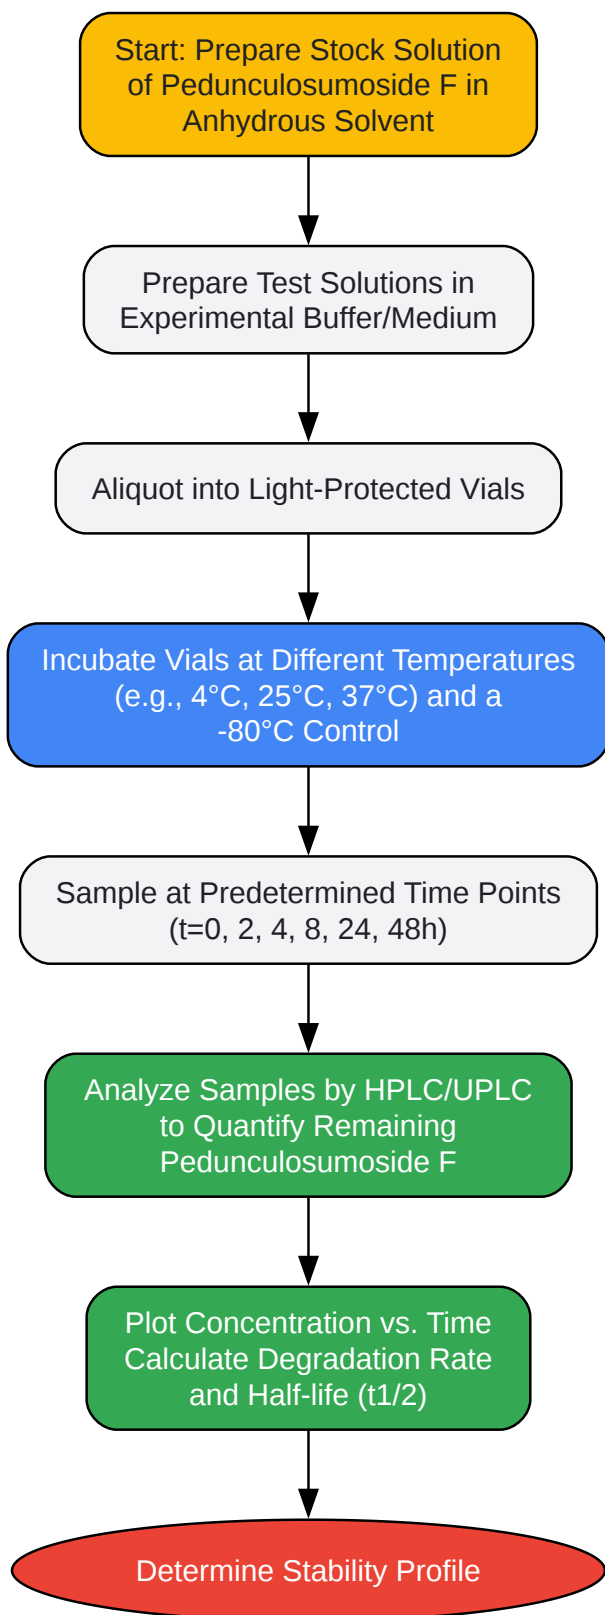 Start: Prepare Stock Solution
of Pedunculosumoside F in
Anhydrous Solvent
Prepare Test Solutions in
Experimental Buffer/Medium
Aliquot into Light-Protected Vials
Incubate Vials at Different Temperatures
(e.g., 4°C, 25°C, 37°C) and a
-80°C Control
Sample at Predetermined Time Points
(t=0, 2, 4, 8, 24, 48h)
Analyze Samples by HPLC/UPLC
to Quantify Remaining
Pedunculosumoside F
Plot Concentration vs. Time
Calculate Degradation Rate
and Half-life (t1/2)
Determine Stability Profile